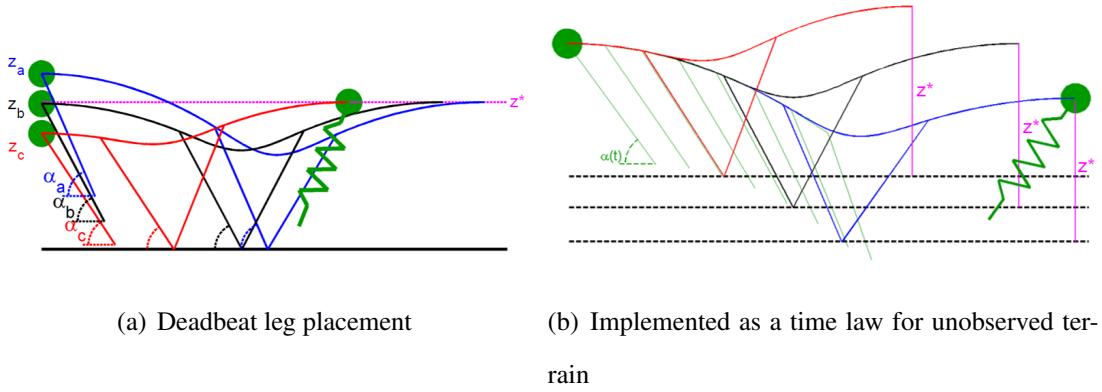 z_a
z_b
z_c
α_a
α_b
α_c
z*
α(t)
z*
z*
z*
(a) Deadbeat leg placement
(b) Implemented as a time law for unobserved ter-
rain